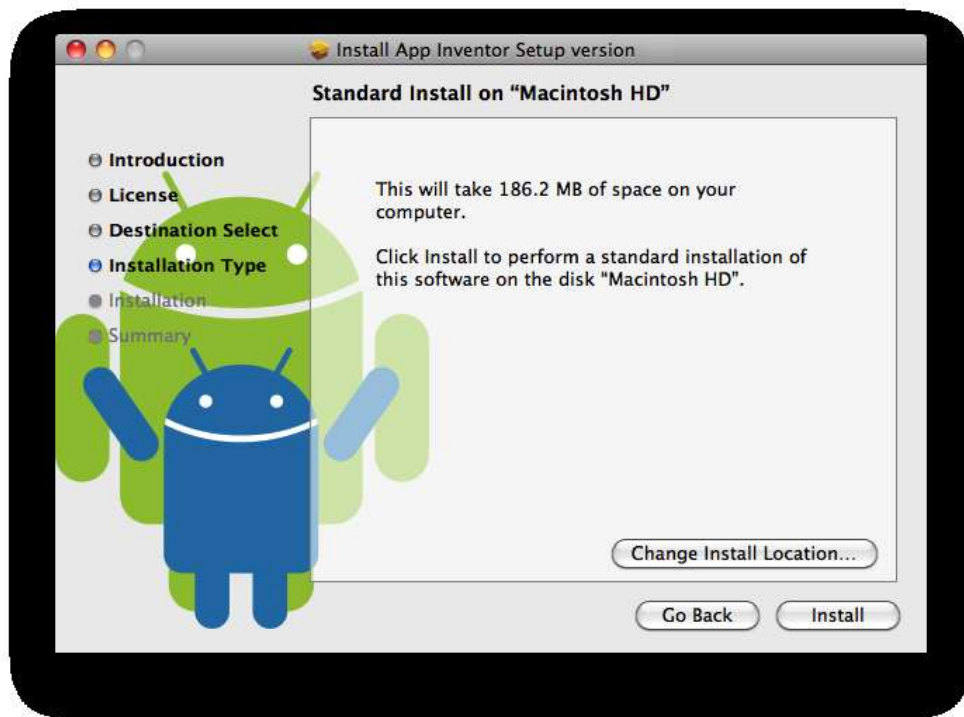 Install App Inventor Setup version
Standard Install on “Macintosh HD”
Introduction
License
Destination Select
Installation Type
Installation
Summary
This will take 186.2 MB of space on your
computer.
Click Install to perform a standard installation of
this software on the disk “Macintosh HD”.
Change Install Location...
Go Back
Install